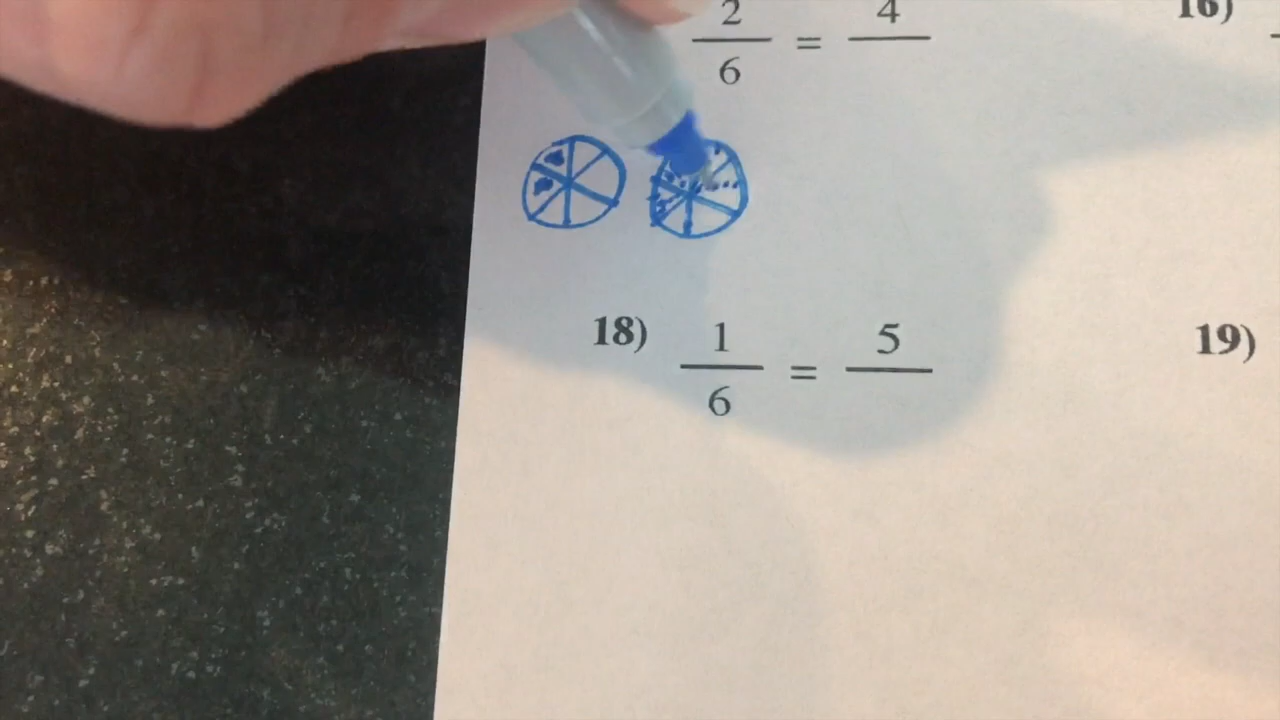 2/6 = 4/
16)
18) 1/6 = 5/
19)